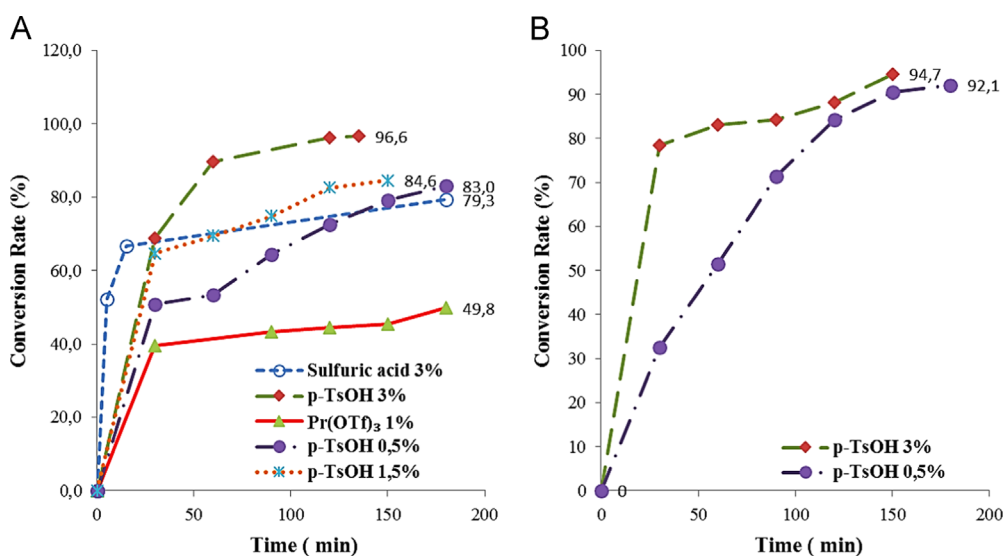 A
120,0
100,0
80,0
60,0
40,0
20,0
0,0
Conversion Rate (%)
96,6
84,6
83,0
79,3
49,8
Sulfuric acid 3%
p-TsOH 3%
Pr(OTf)₃ 1%
p-TsOH 0,5%
p-TsOH 1,5%
0
50
100
150
200
Time ( min)
B
100
90
80
70
60
50
40
30
20
10
0
Conversion Rate (%)
94,7
92,1
0
p-TsOH 3%
p-TsOH 0,5%
0
50
100
150
200
Time ( min)